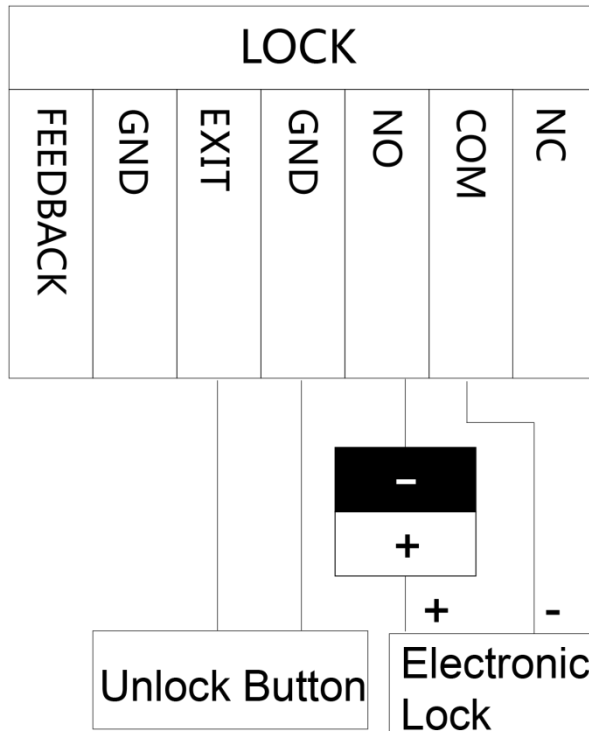 LOCK
FEEDBACK
GND
EXIT
GND
NO
COM
NC
-
+
+ -
Unlock Button
Electronic
Lock